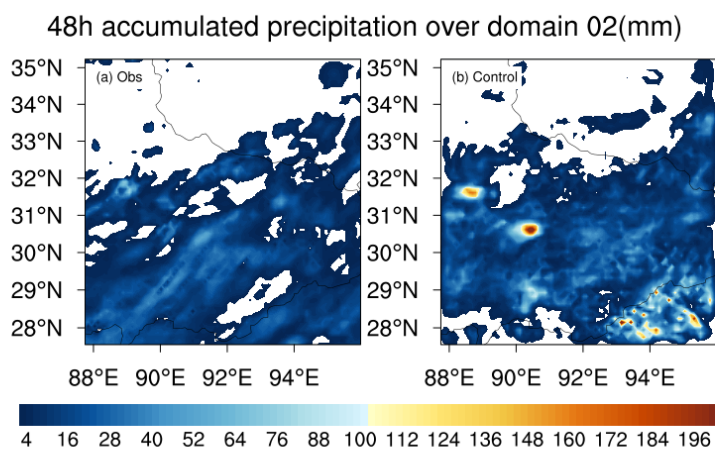 48h accumulated precipitation over domain 02(mm)
(a) Obs
(b) Control
35°N
34°N
33°N
32°N
31°N
30°N
29°N
28°N
35°N
34°N
33°N
32°N
31°N
30°N
29°N
28°N
88°E 90°E 92°E 94°E
88°E 90°E 92°E 94°E
4 16 28 40 52 64 76 88 100 112 124 136 148 160 172 184 196